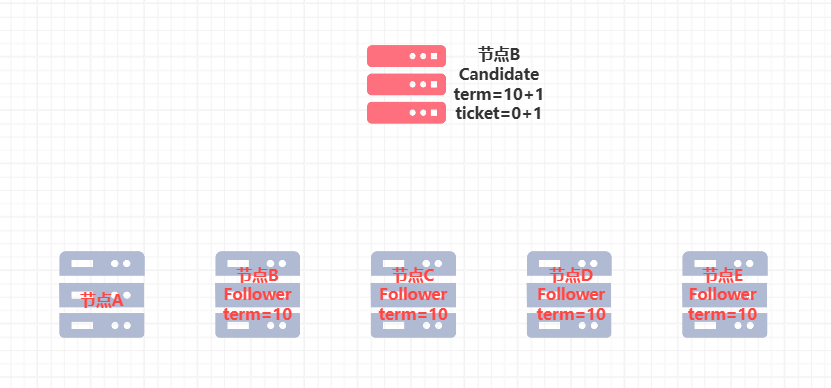 节点B
Candidate
term=10+1
ticket=0+1
节点A
节点B
Follower
term=10
节点C
Follower
term=10
节点D
Follower
term=10
节点E
Follower
term=10